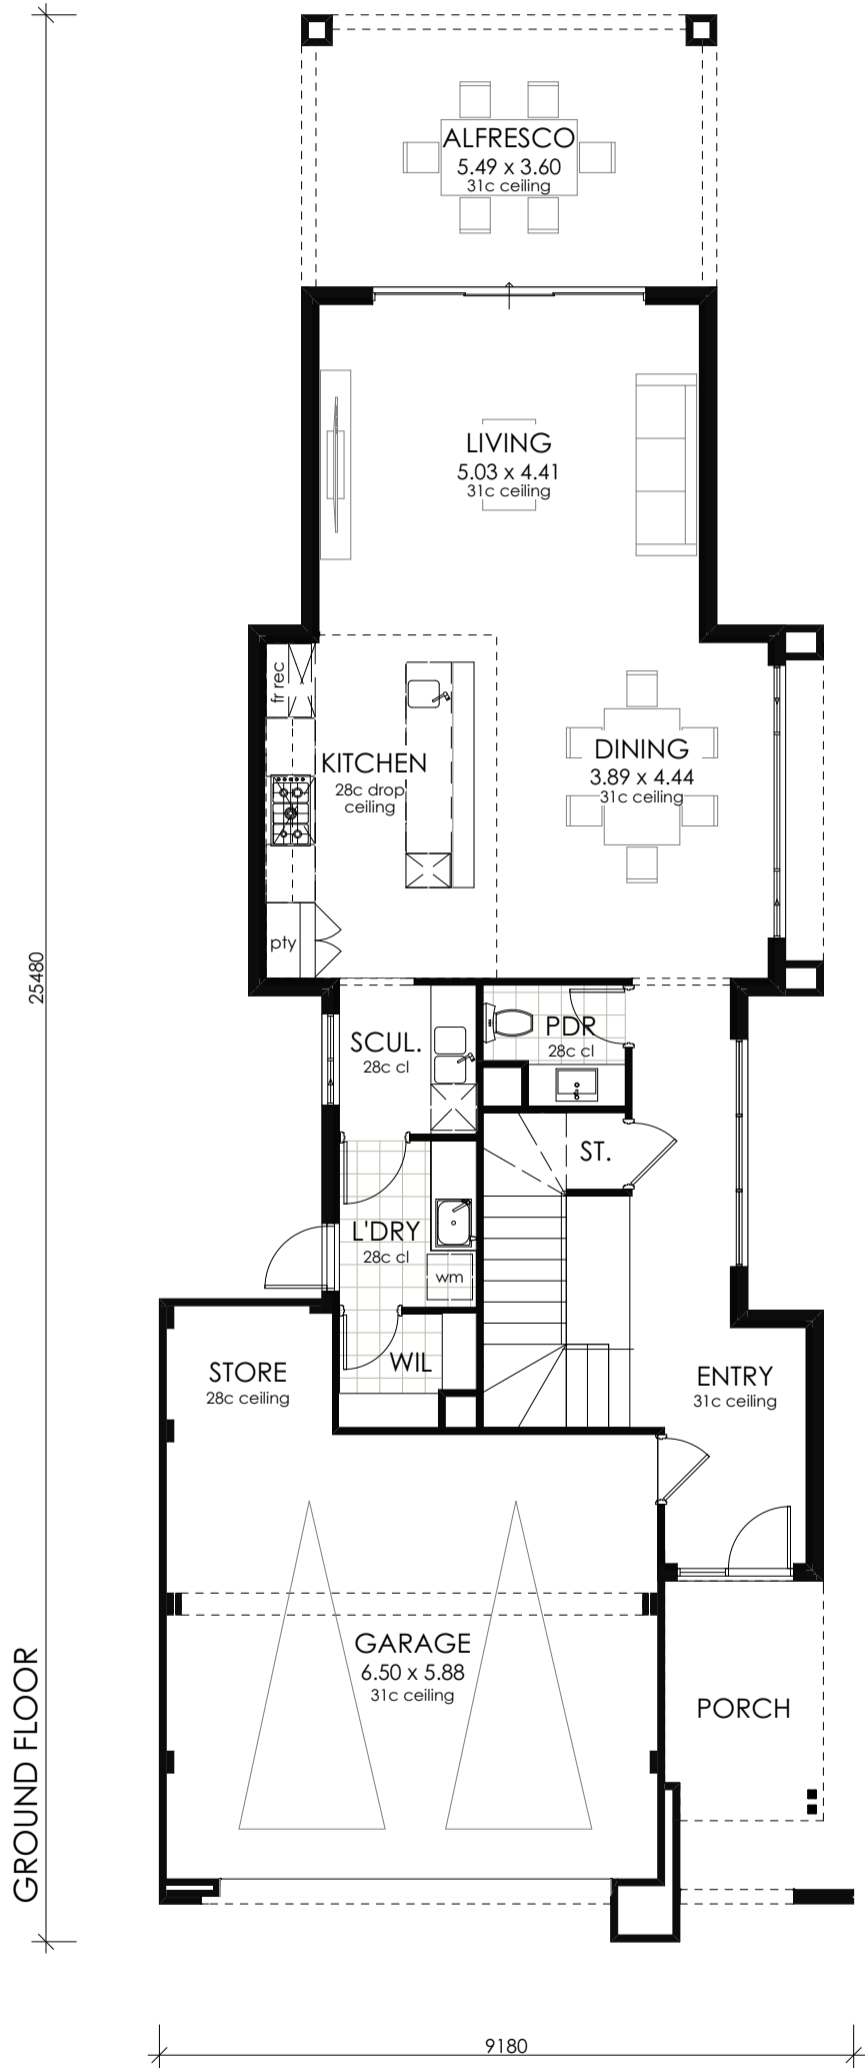 ALFRESCO
5.49 x 3.60
31c ceiling
LIVING
5.03 x 4.41
31c ceiling
fr rec
KITCHEN
28c drop
ceiling
DINING
3.89 x 4.44
31c ceiling
pty
25480
SCUL.
28c cl
PDR
28c cl
ST.
L'DRY
28c cl
wm
STORE
28c ceiling
WIL
ENTRY
31c ceiling
GARAGE
6.50 x 5.88
31c ceiling
PORCH
GROUND FLOOR
9180